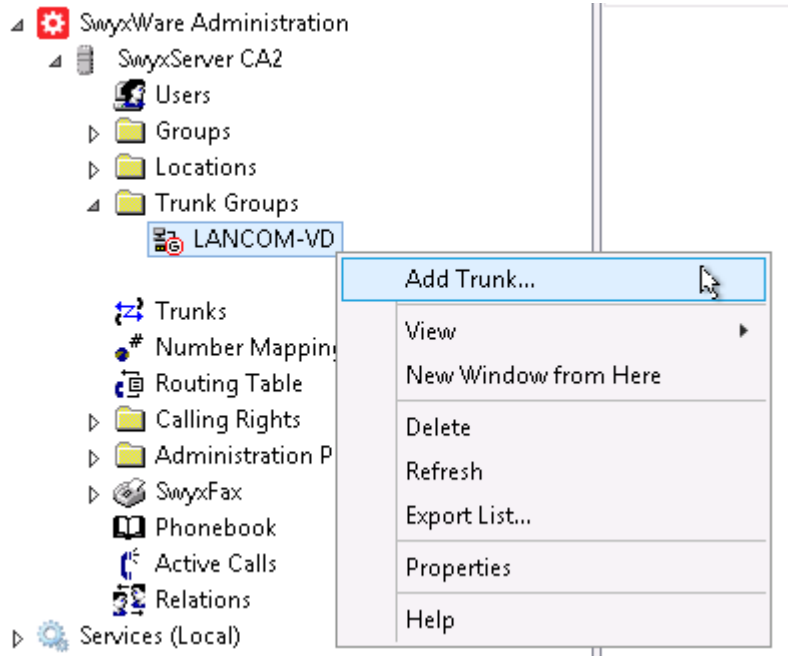 SwyxWare Administration
SwyxServer CA2
Users
Groups
Locations
Trunk Groups
LANCOM-VD
Add Trunk...
Trunks
View
Number Mapping
New Window from Here
Routing Table
Calling Rights
Delete
Administration P
Refresh
SwyxFax
Export List...
Phonebook
Active Calls
Properties
Relations
Help
Services (Local)